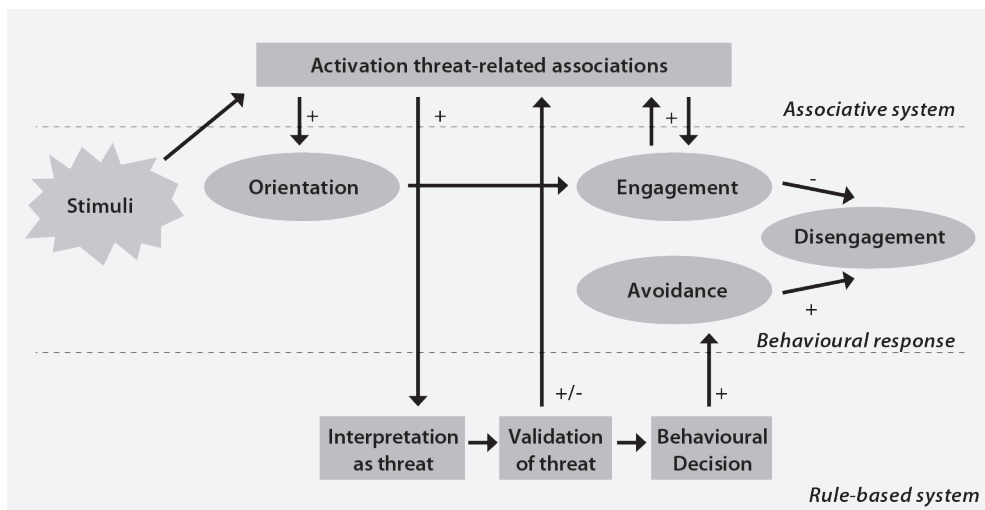 Activation threat-related associations
+
+
+
Associative system
Stimuli
Orientation
Engagement
-
Disengagement
Avoidance
+
Behavioural response
+/-
+
Interpretation
as threat
Validation
of threat
Behavioural
Decision
Rule-based system